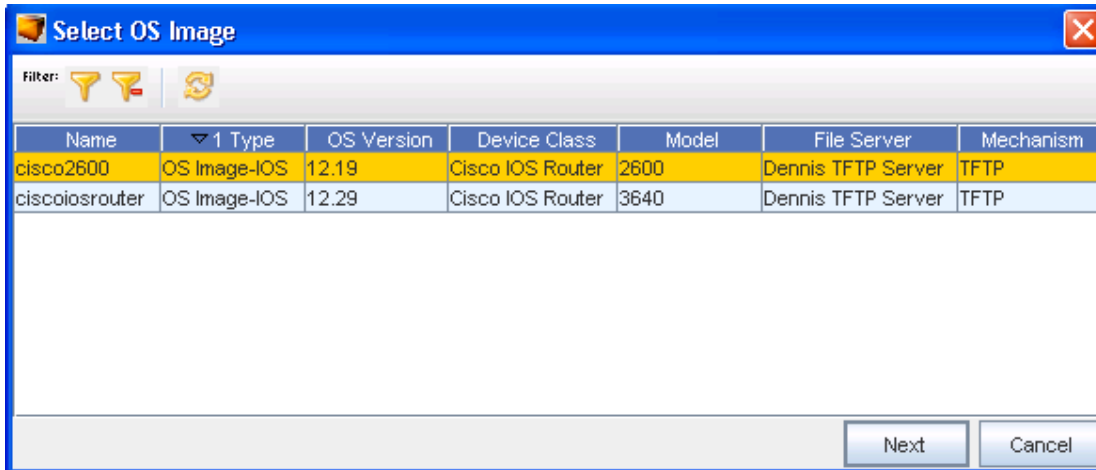 Select OS Image
Filter:
Name 1 Type OS Version Device Class Model File Server Mechanism
cisco2600 OS Image-IOS 12.19 Cisco IOS Router 2600 Dennis TFTP Server TFTP
ciscoiosrouter OS Image-IOS 12.29 Cisco IOS Router 3640 Dennis TFTP Server TFTP
Next Cancel